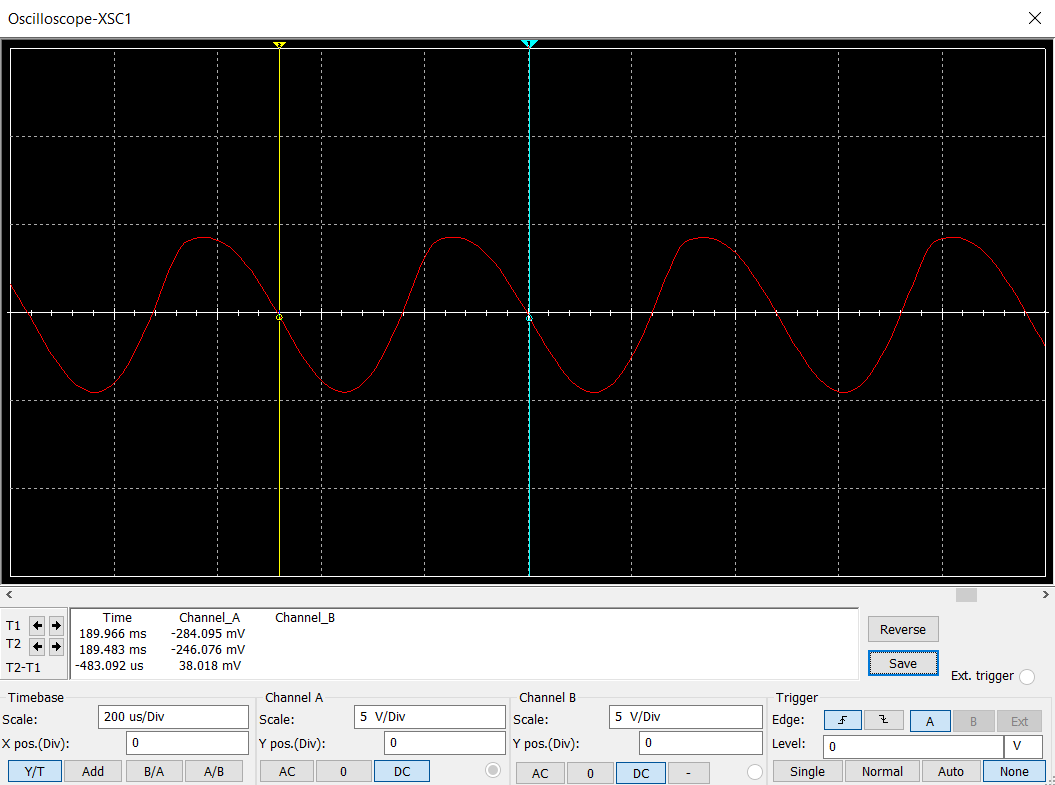 Oscilloscope-XSC1
2 1
T1 T2 T2-T1
Time Channel_A Channel_B
189.966 ms -284.095 mV
189.483 ms -246.076 mV
-483.092 us 38.018 mV
Reverse
Save
Ext. trigger
Timebase
Scale: 200 us/Div
X pos.(Div): 0
Y/T Add B/A A/B
Channel A
Scale: 5 V/Div
Y pos.(Div): 0
AC 0 DC
Channel B
Scale: 5 V/Div
Y pos.(Div): 0
AC 0 DC -
Trigger
Edge: A B Ext
Level: 0 V
Single Normal Auto None